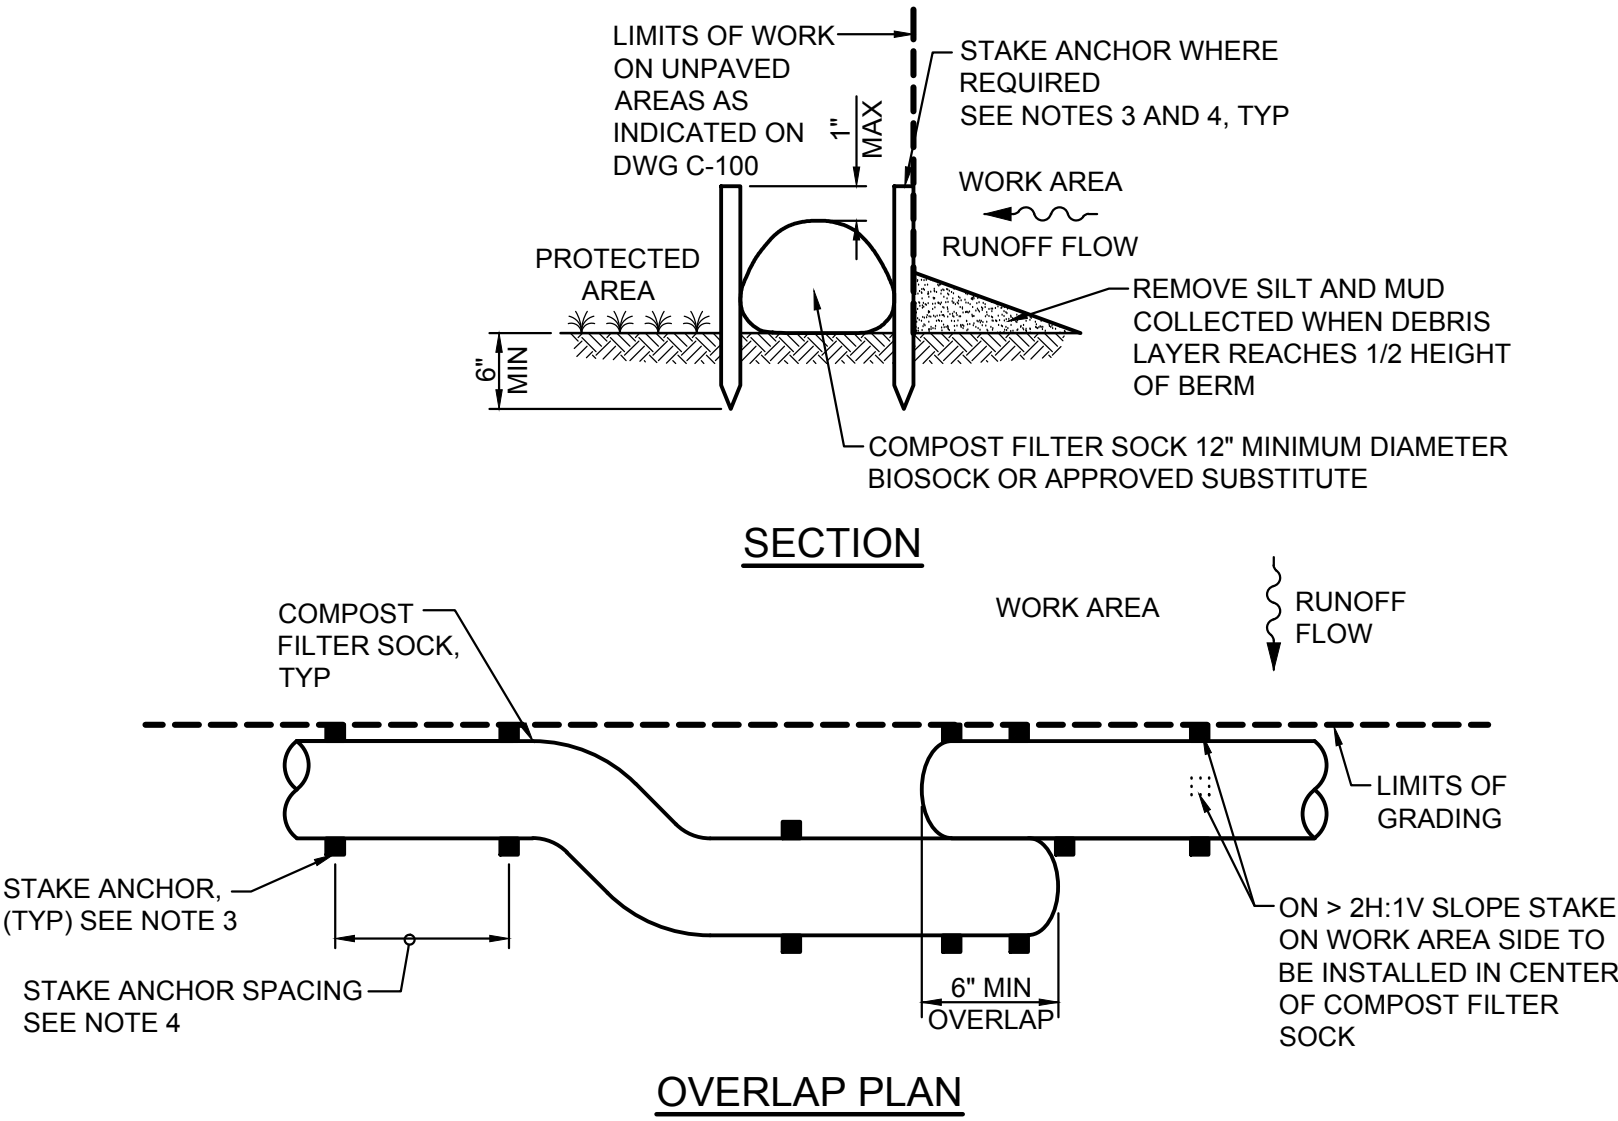 LIMITS OF WORK
ON UNPAVED
AREAS AS
INDICATED ON
DWG C-100
1"
MAX
STAKE ANCHOR WHERE
REQUIRED
SEE NOTES 3 AND 4, TYP
WORK AREA
RUNOFF FLOW
PROTECTED
AREA
REMOVE SILT AND MUD
COLLECTED WHEN DEBRIS
LAYER REACHES 1/2 HEIGHT
OF BERM
6"
MIN
COMPOST FILTER SOCK 12" MINIMUM DIAMETER
BIOSOCK OR APPROVED SUBSTITUTE
SECTION
COMPOST
FILTER SOCK,
TYP
WORK AREA
RUNOFF
FLOW
LIMITS OF
GRADING
STAKE ANCHOR,
(TYP) SEE NOTE 3
STAKE ANCHOR SPACING
SEE NOTE 4
6" MIN
OVERLAP
ON > 2H:1V SLOPE STAKE
ON WORK AREA SIDE TO
BE INSTALLED IN CENTER
OF COMPOST FILTER
SOCK
OVERLAP PLAN